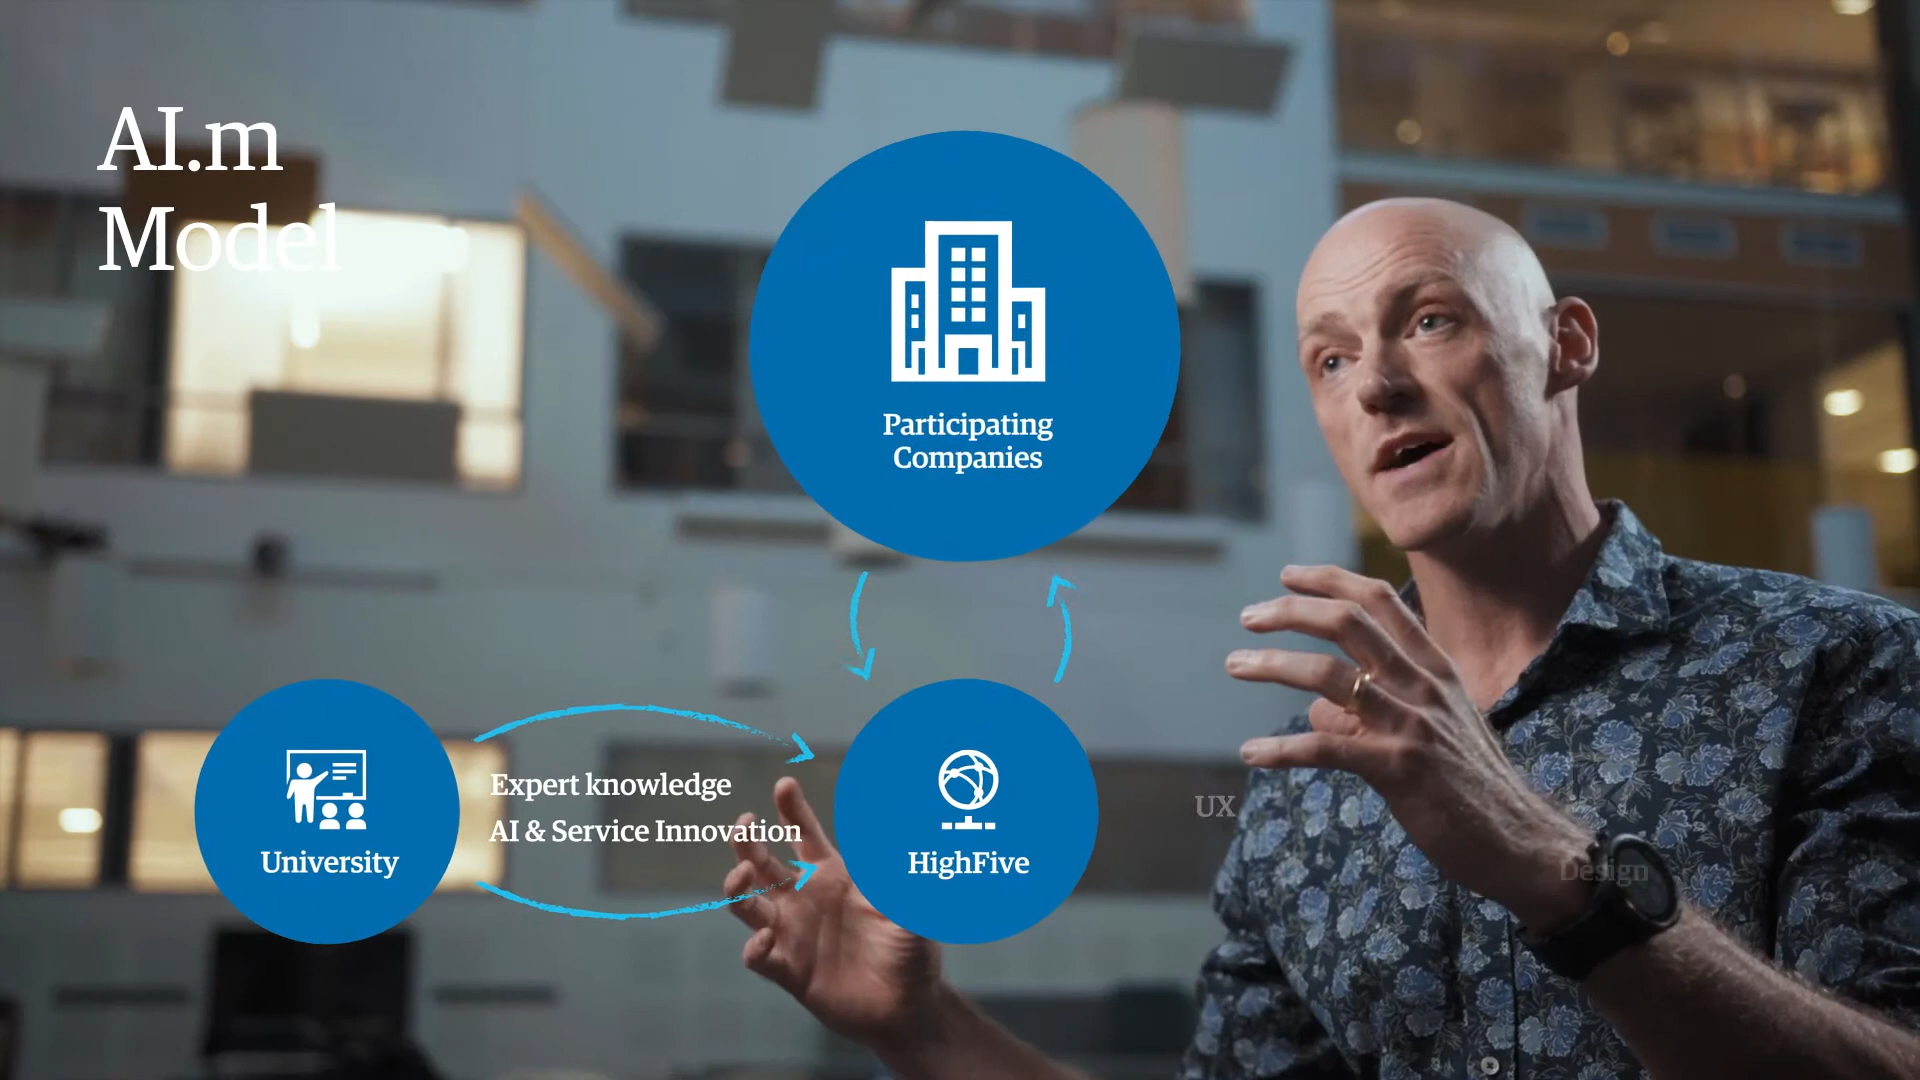 AI.m
Model
Participating
Companies
Expert knowledge
AI & Service Innovation
University
HighFive
UX
Design